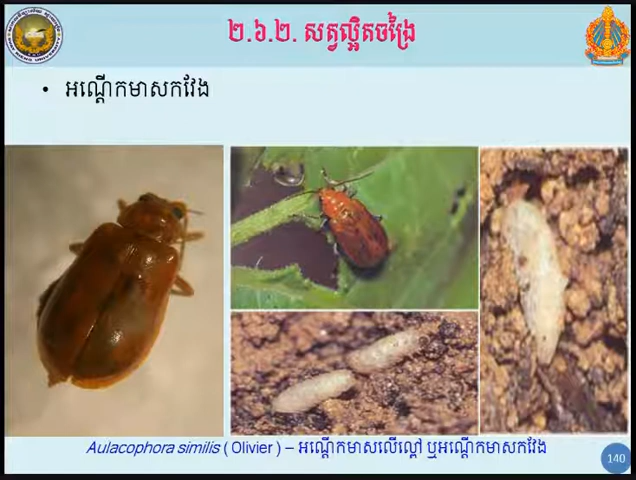 ២.៦.២. សត្វល្អិតចង្រៃ
• អណ្តើកមាសកវែង
Aulacophora similis ( Olivier ) – អណ្តើកមាសលើល្ពៅ ឬអណ្តើកមាសកវែង
140